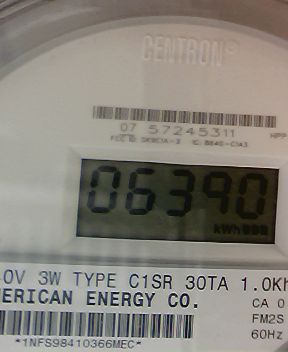 CENTRON®
07 57245311
06390
kWh
0V 3W TYPE C1SR 30TA 1.0Kh
ERICAN ENERGY CO.
CA 0
FM2S
60Hz
*1NFS98410366MEC*